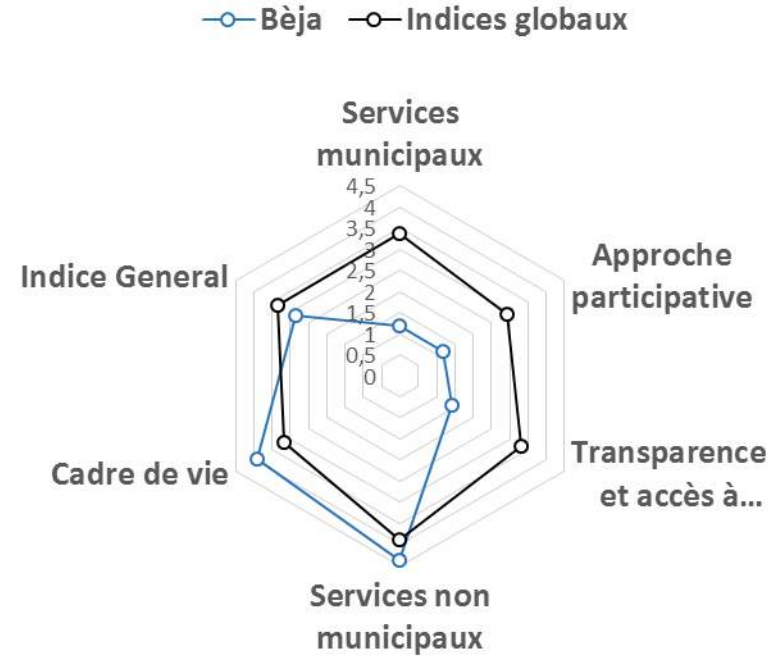 Bèja
Indices globaux
Services
municipaux
4,5
4
3,5
3
2,5
2
1,5
1
0,5
0
Approche
participative
Transparence
et accès à...
Services non
municipaux
Cadre de vie
Indice General